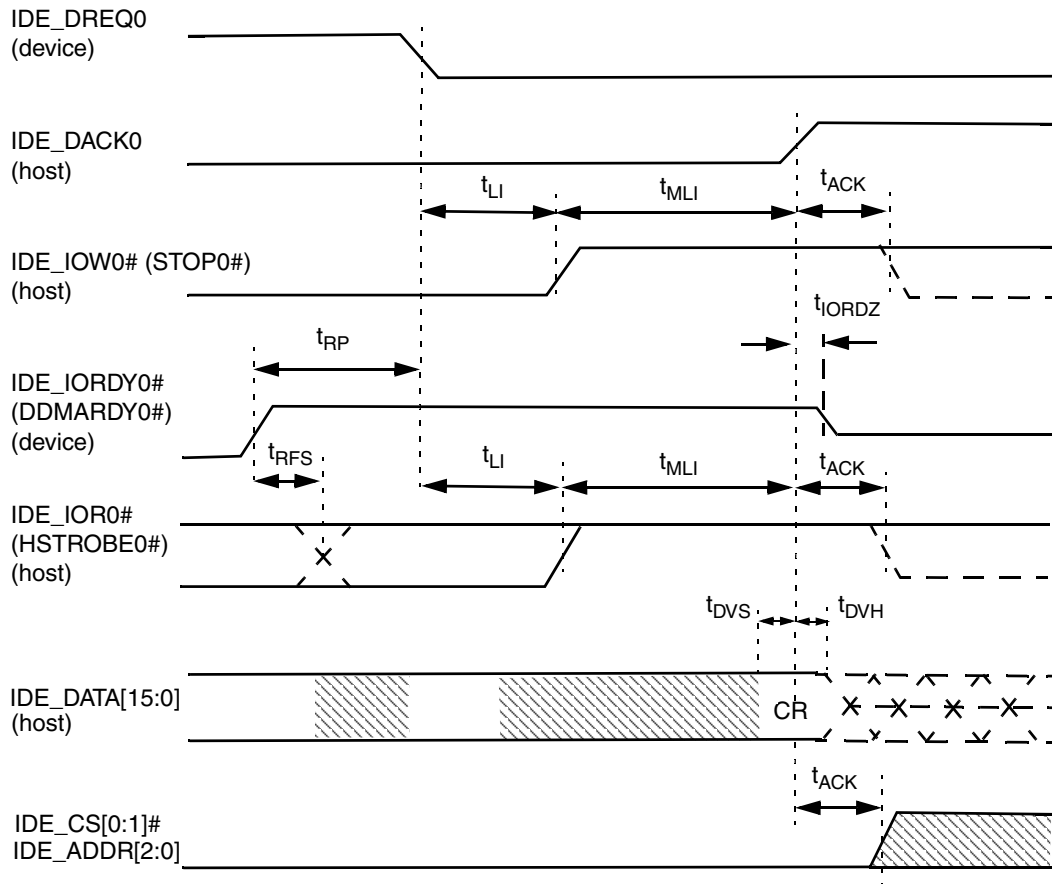 IDE_DREQ0
(device)
IDE_DACK0
(host)
tLI
tMLI
tACK
IDE_IOW0# (STOP0#)
(host)
tIORDZ
tRP
IDE_IORDY0#
(DDMARDY0#)
(device)
tRFS
tLI
tMLI
tACK
IDE_IOR0#
(HSTROBE0#)
(host)
tDVS
tDVH
IDE_DATA[15:0]
(host)
CR
tACK
IDE_CS[0:1]#
IDE_ADDR[2:0]